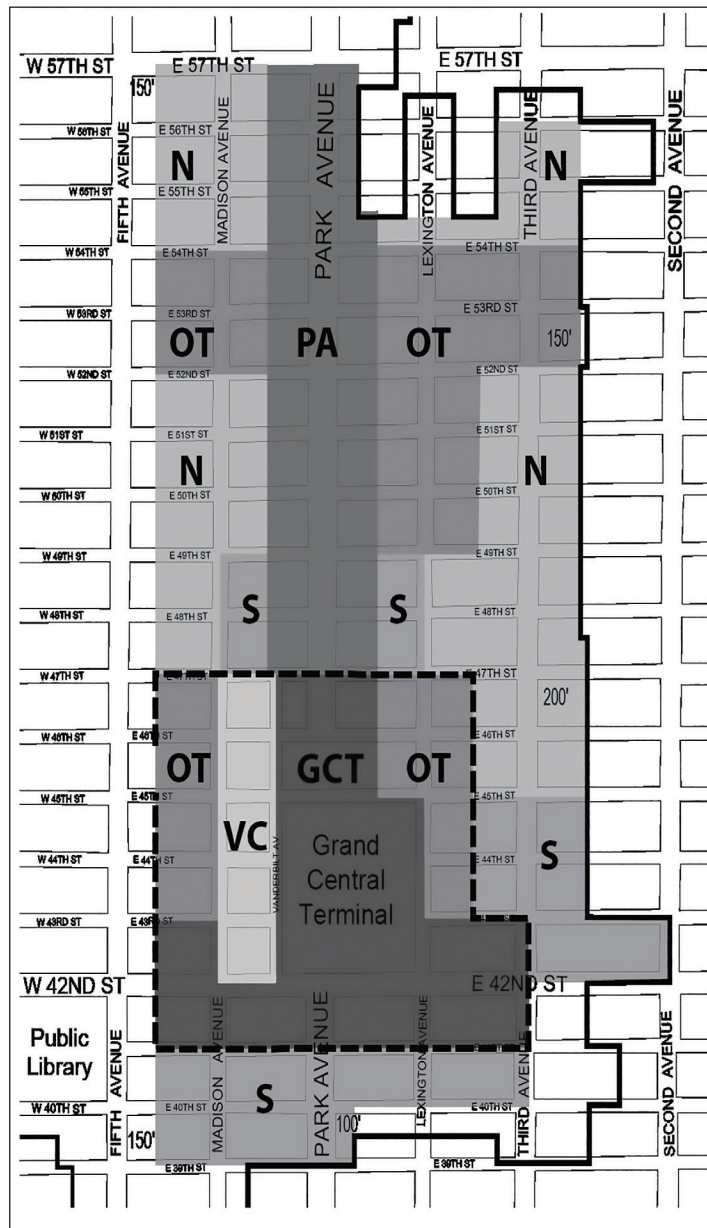 W 57TH ST
E 57TH ST
E 57TH ST
150'
W 56TH ST
E 56TH ST
N
N
W 55TH ST
E 55TH ST
FIFTH AVENUE
MADISON AVENUE
PARK AVENUE
LEXINGTON AVENUE
THIRD AVENUE
SECOND AVENUE
W 54TH ST
E 54TH ST
E 54TH ST
W 53RD ST
E 53RD ST
E 53RD ST
OT
PA
OT
150'
W 52ND ST
E 52ND ST
E 52ND ST
W 51ST ST
E 51ST ST
E 51ST ST
N
N
W 50TH ST
E 50TH ST
E 50TH ST
W 49TH ST
E 49TH ST
E 49TH ST
W 48TH ST
E 48TH ST
S
S
E 48TH ST
W 47TH ST
E 47TH ST
200'
W 46TH ST
E 46TH ST
E 46TH ST
OT
GCT
OT
W 45TH ST
E 45TH ST
E 45TH ST
VC
Grand
Central
Terminal
VANDERBILT AV
W 44TH ST
E 44TH ST
E 44TH ST
S
W 43RD ST
E 43RD ST
W 42ND ST
E 42ND ST
Public
Library
FIFTH AVENUE
MADISON AVENUE
PARK AVENUE
LEXINGTON AVENUE
THIRD AVENUE
SECOND AVENUE
W 40TH ST
E 40TH ST
S
100'
E 40TH ST
150'
E 39TH ST
E 39TH ST